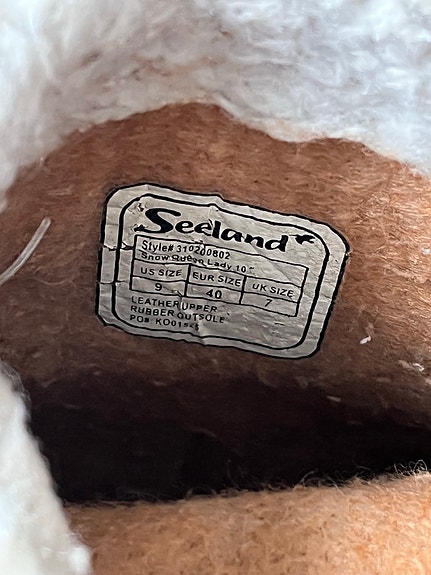 Seeland
Style# 310200802
Snow Queen Lady 10"
US SIZE EUR SIZE UK SIZE
9 40 7
LEATHER UPPER
RUBBER OUTSOLE
PO#